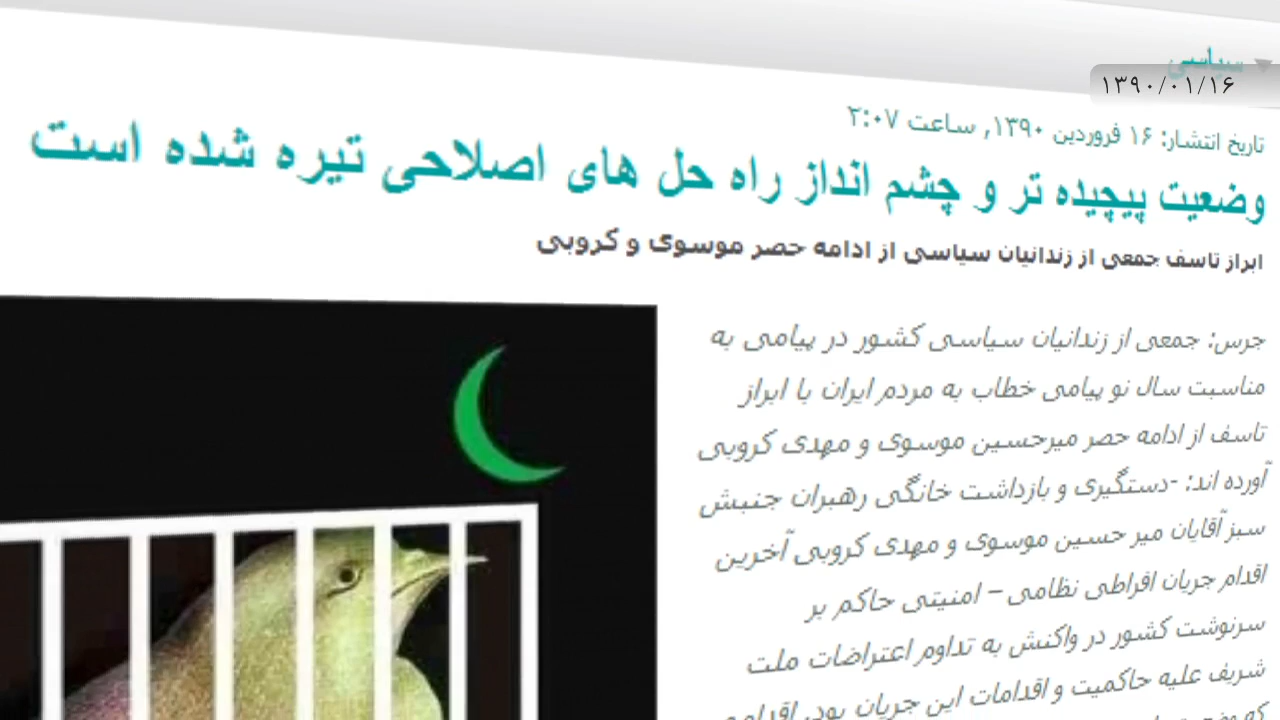 سیاسی
۱۳۹۰/۰۱/۱۶
تاریخ انتشار: ۱۶ فروردین ۱۳۹۰, ساعت ۲:۰۷
وضعیت پیچیده تر و چشم انداز راه حل های اصلاحی تیره شده است
ابراز تاسف جمعی از زندانیان سیاسی از ادامه حصر موسوی و کروبی
جرس: جمعی از زندانیان سیاسی کشور در پیامی به
مناسبت سال نو پیامی خطاب به مردم ایران با ابراز
تاسف از ادامه حصر میرحسین موسوی و مهدی کروبی
آورده اند: -دستگیری و بازداشت خانگی رهبران جنبش
سبز آقایان میر حسین موسوی و مهدی کروبی آخرین
اقدام جریان افراطی نظامی – امنیتی حاکم بر
سرنوشت کشور در واکنش به تداوم اعتراضات ملت
شریف علیه حاکمیت و اقدامات این جریان بود. اقدامی
که وضعیت